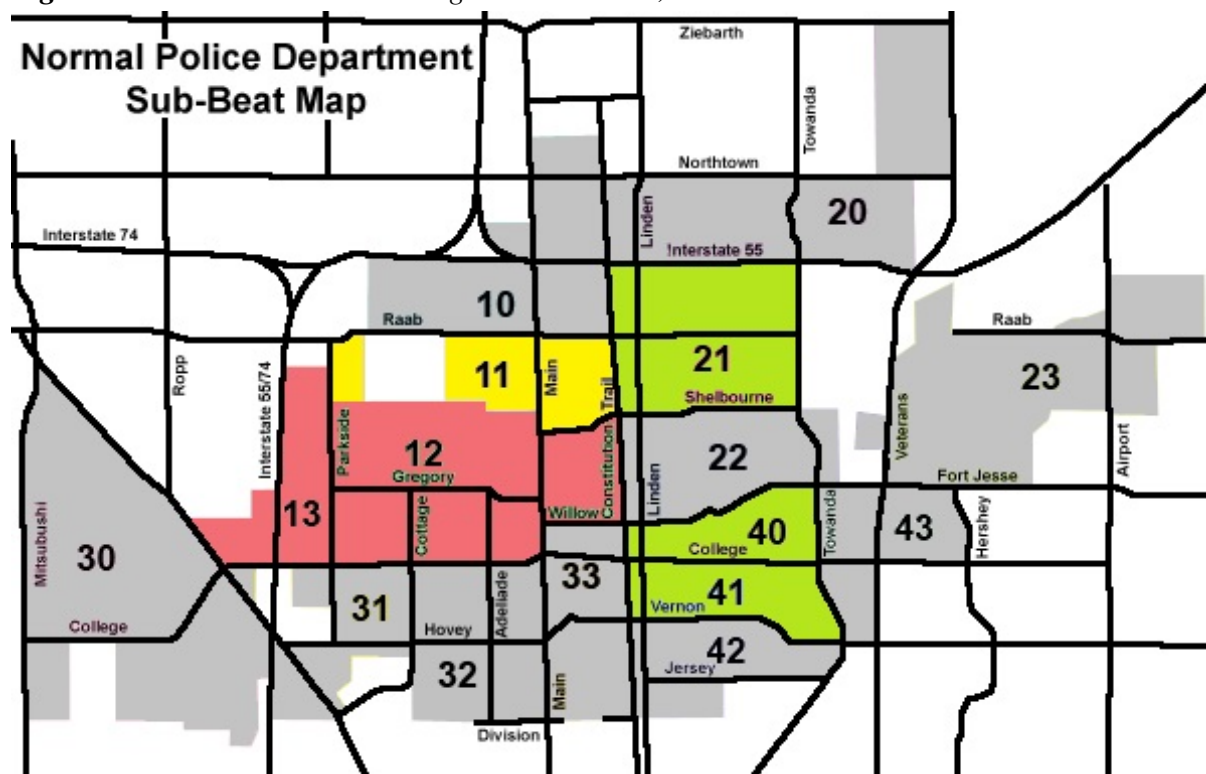 Normal Police Department
Sub-Beat Map
Ziebarth
Towanda
Northtown
20
Linden
Interstate 74
Interstate 55
10
Raab
Raab
Ropp
Interstate 55/74
11
Main
Trail
21
23
Shelbourne
Parkside
12
Gregory
Constitution
22
Linden
Veterans
Airport
Fort Jesse
Mitsubushi
13
Cottage
Willow
40
Towanda
43
Hershey
30
College
33
Adeliade
31
41
Vernon
College
Hovey
42
Jersey
32
Main
Division